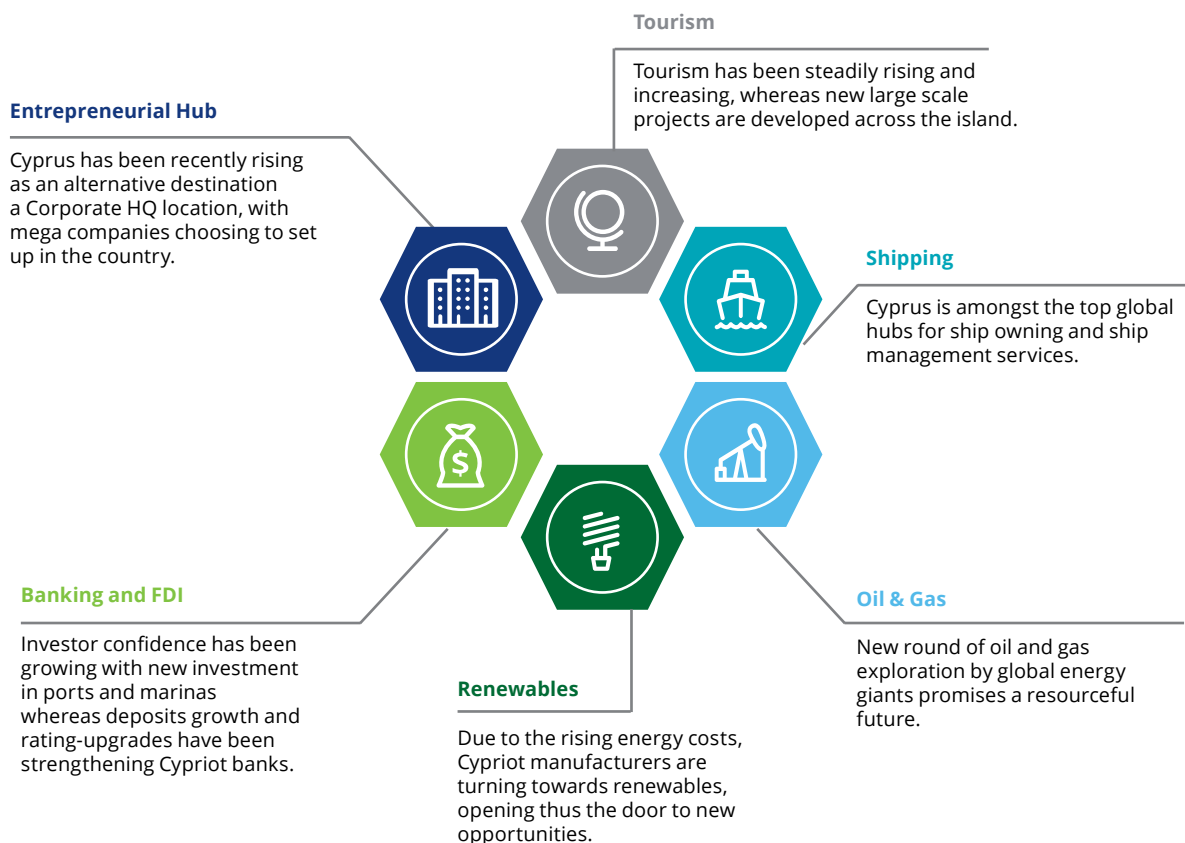 Tourism
Tourism has been steadily rising and
increasing, whereas new large scale
projects are developed across the island.
Entrepreneurial Hub
Cyprus has been recently rising
as an alternative destination
a Corporate HQ location, with
mega companies choosing to set
up in the country.
Shipping
Cyprus is amongst the top global
hubs for ship owning and ship
management services.
$
Banking and FDI
Investor confidence has been
growing with new investment
in ports and marinas
whereas deposits growth and
rating-upgrades have been
strengthening Cypriot banks.
Renewables
Due to the rising energy costs,
Cypriot manufacturers are
turning towards renewables,
opening thus the door to new
opportunities.
Oil & Gas
New round of oil and gas
exploration by global energy
giants promises a resourceful
future.